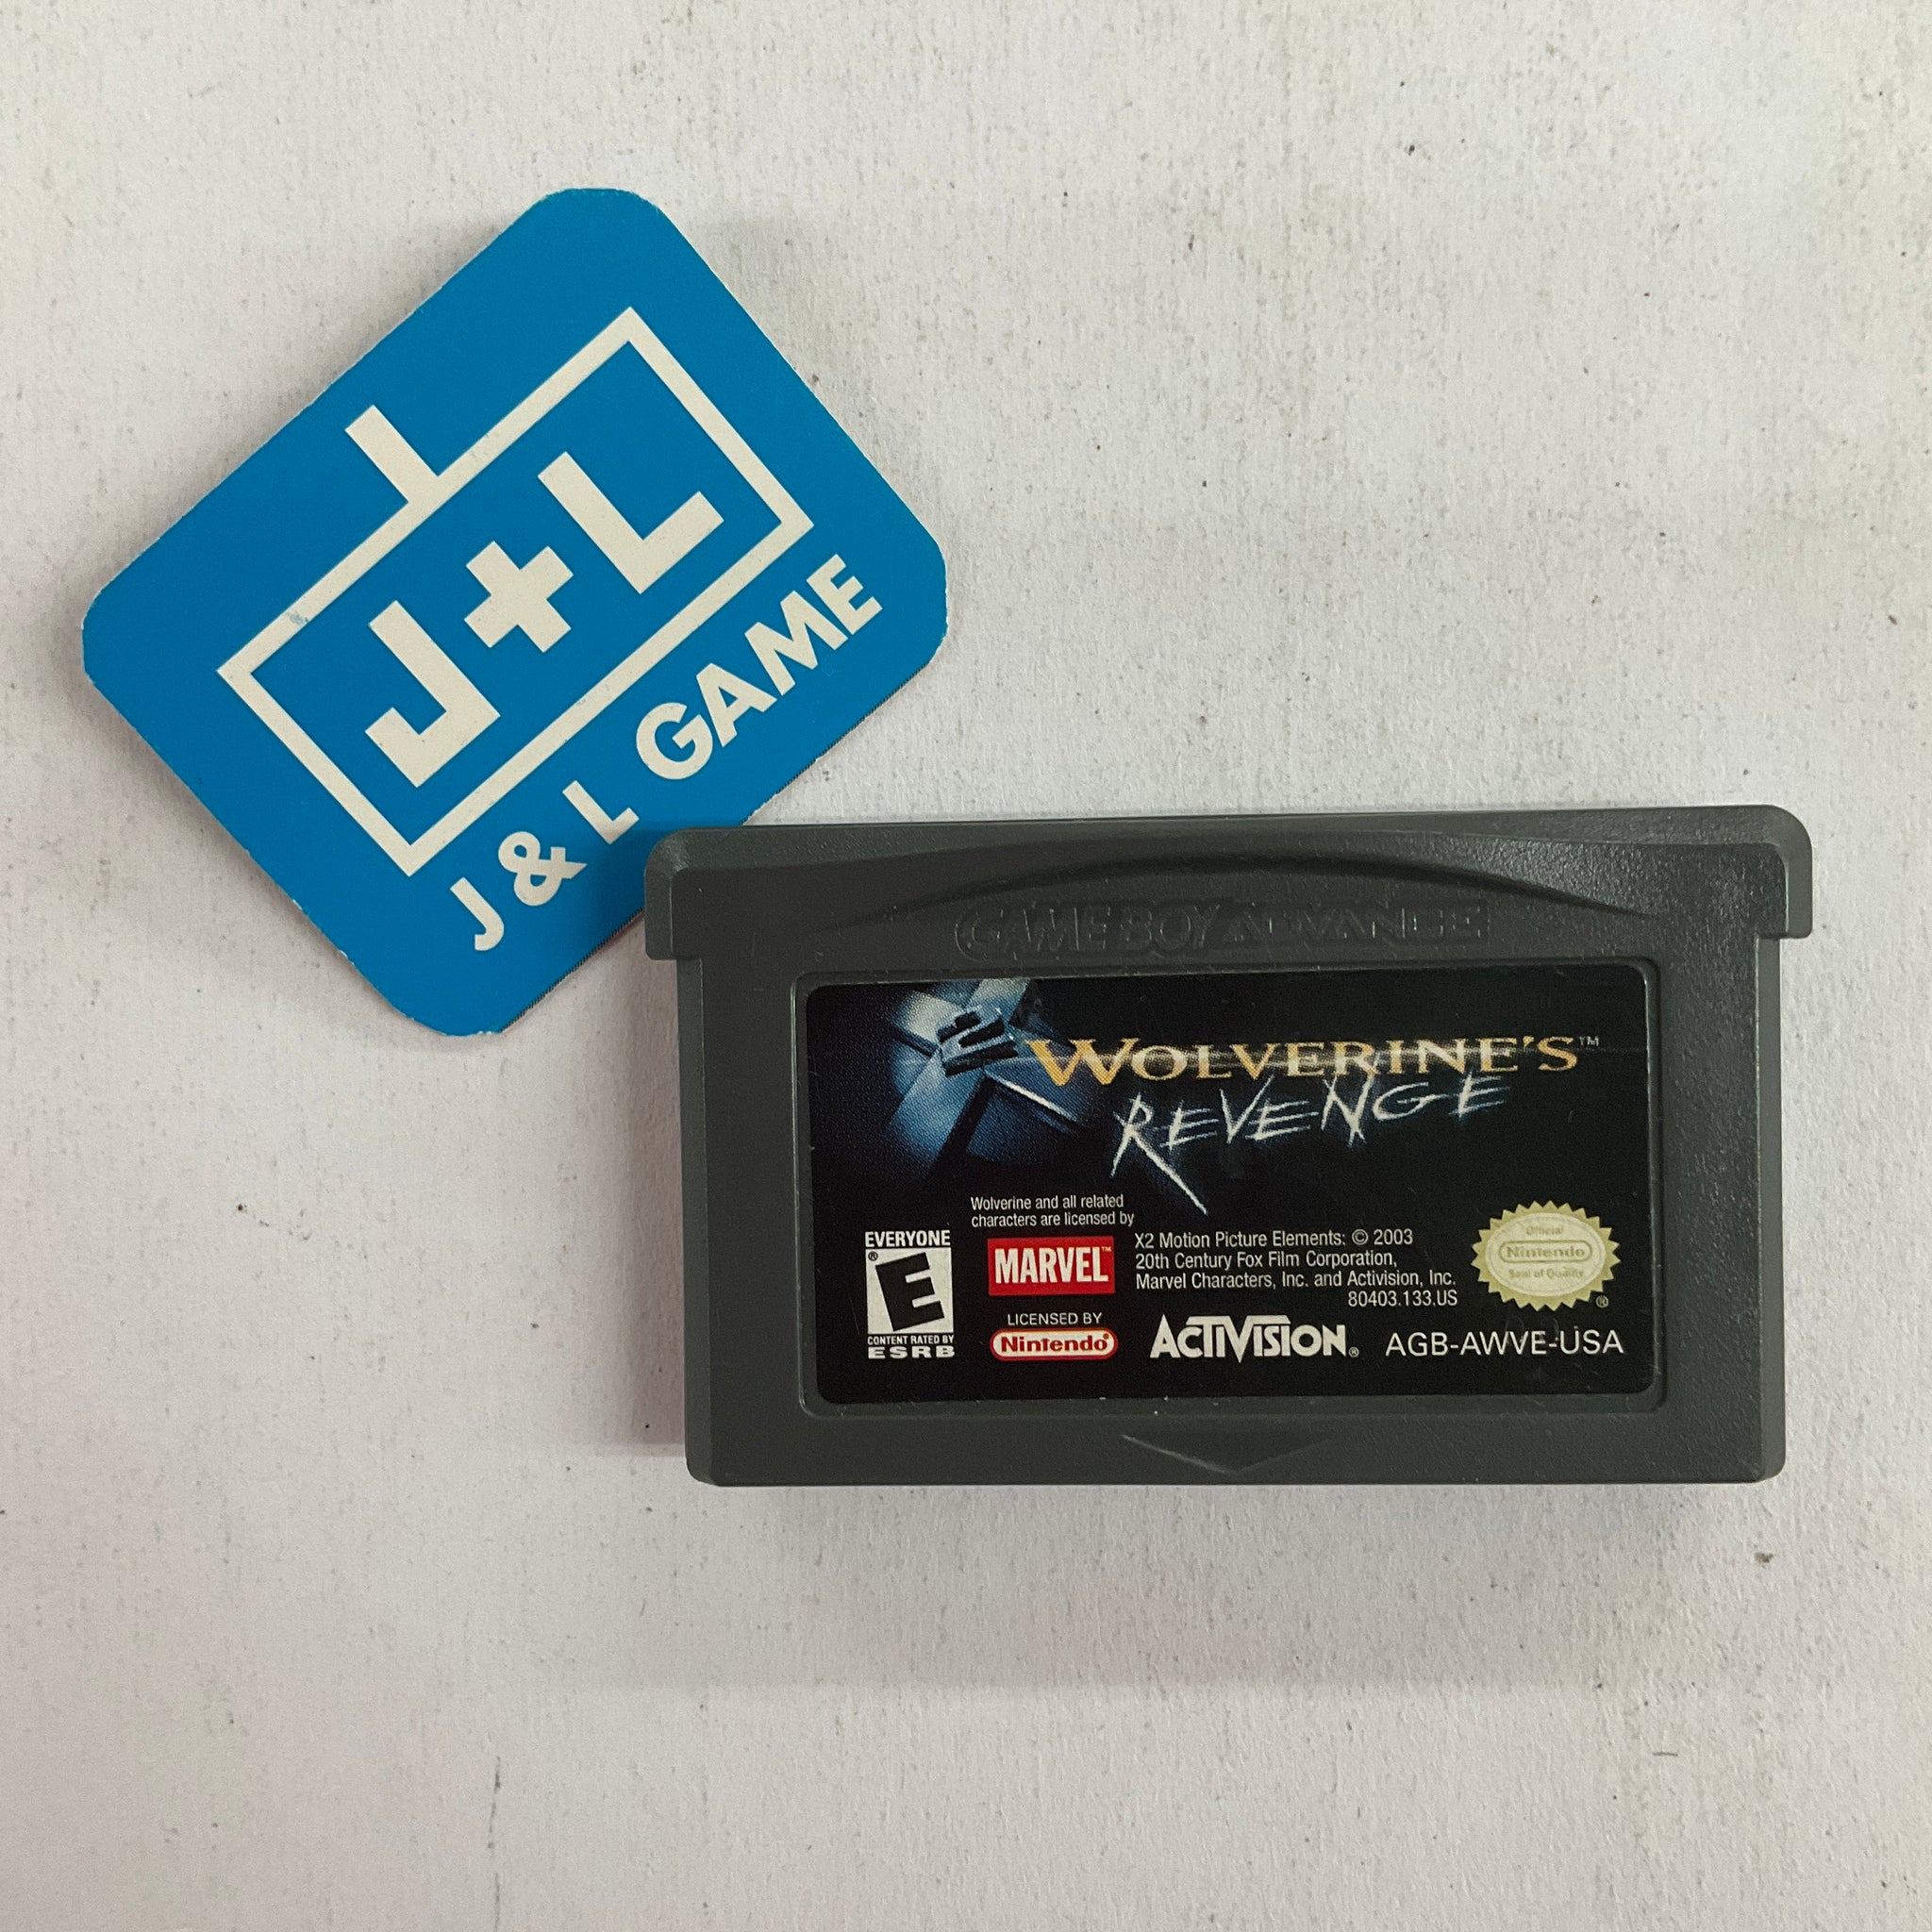 J+L
J & L GAME
GAME BOY ADVANCE
2 WOLVERINE'S™
REVENGE
Wolverine and all related
characters are licensed by
MARVEL™
X2 Motion Picture Elements: © 2003
20th Century Fox Film Corporation,
Marvel Characters, Inc. and Activision, Inc.
80403.133.US
EVERYONE
E®
CONTENT RATED BY
ESRB
LICENSED BY
Nintendo®
ACTIVISION®
AGB-AWVE-USA
Official
Nintendo
Seal of Quality
®